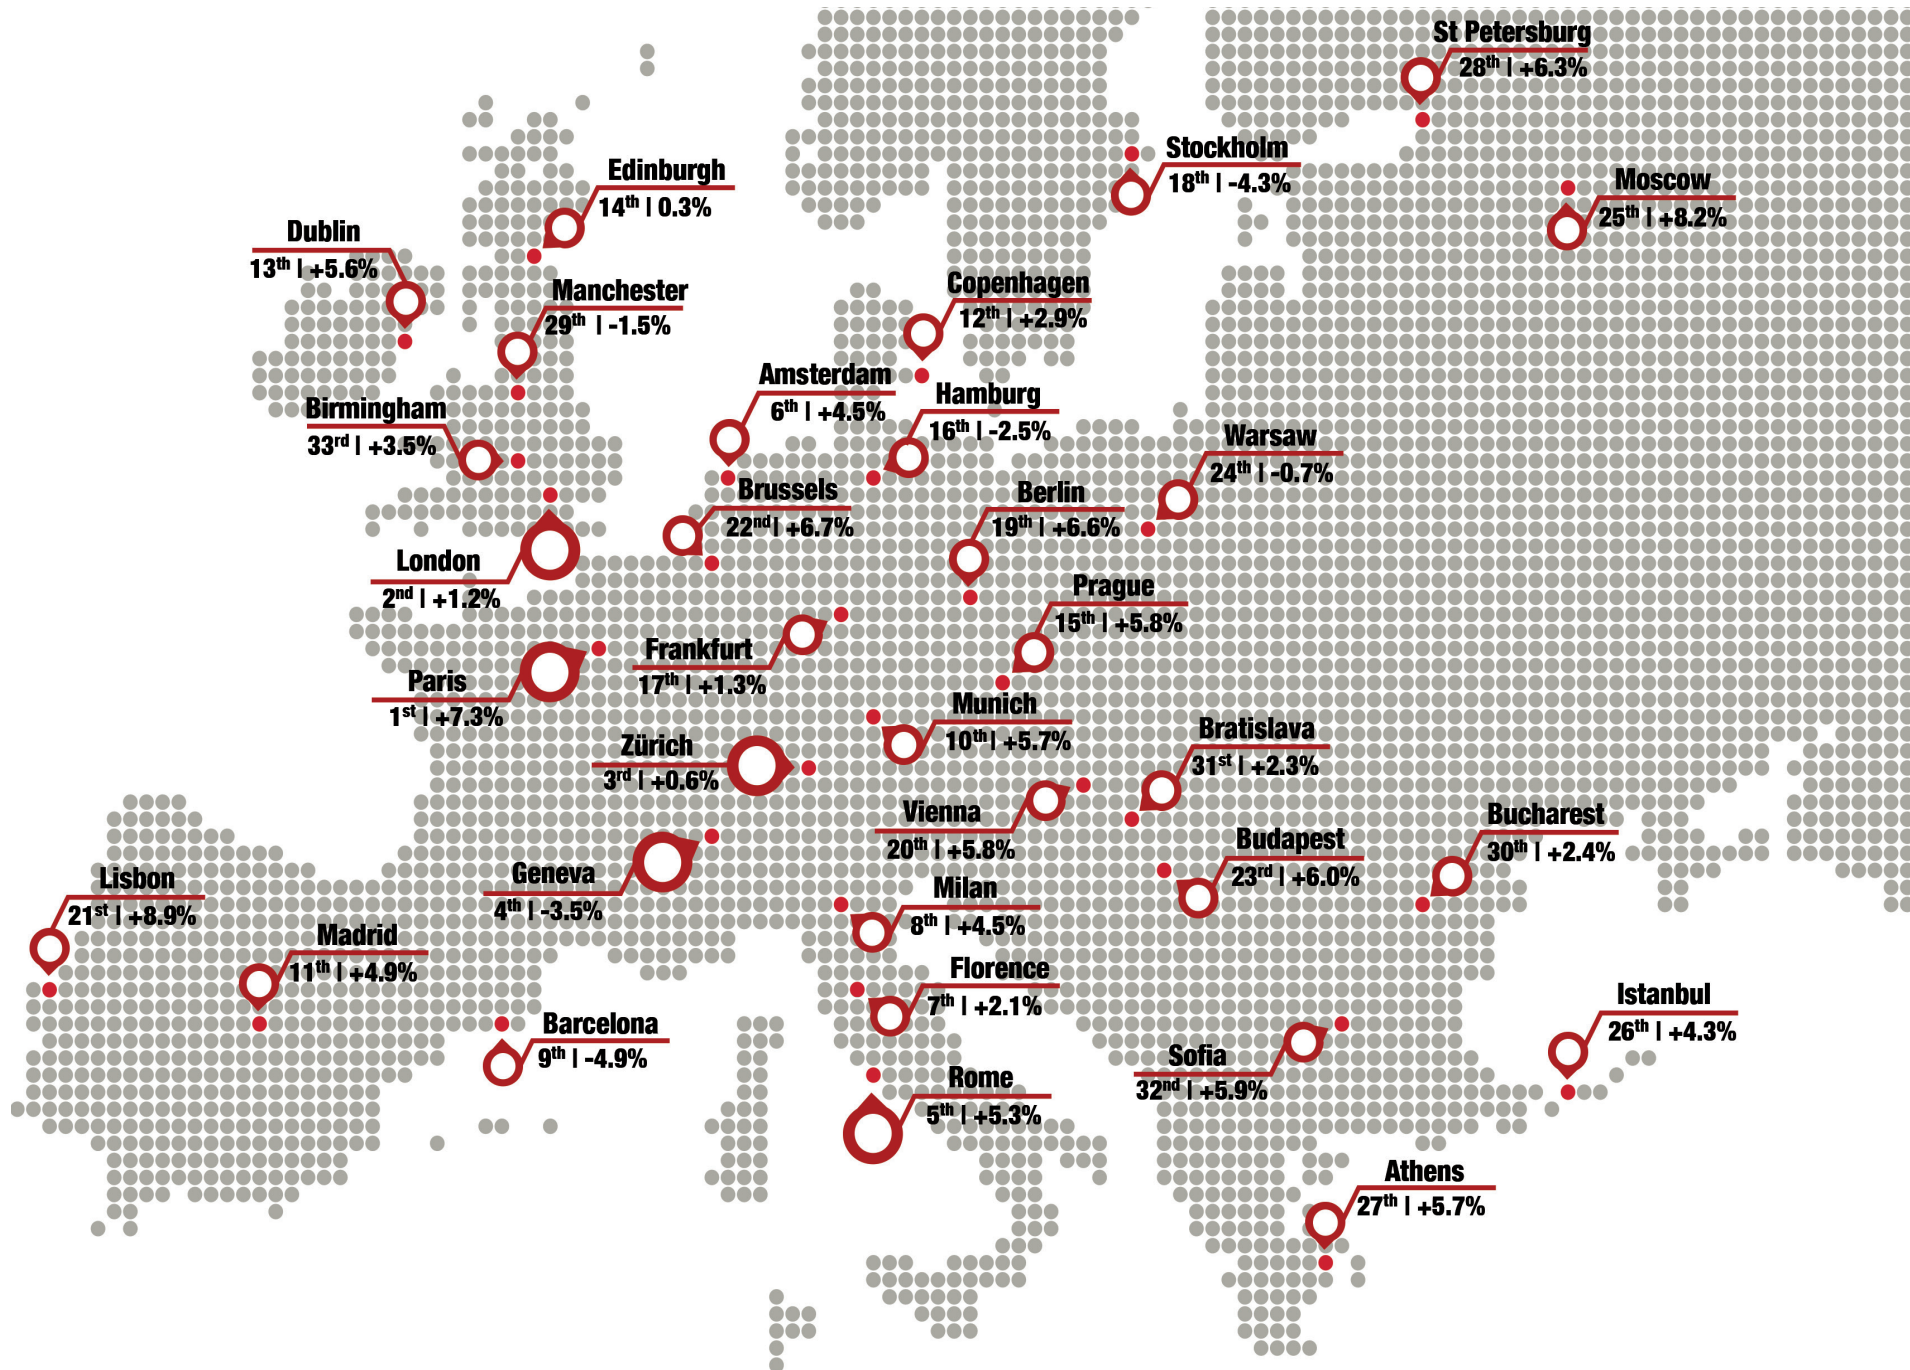 St Petersburg
28th | +6.3%
Stockholm
18th | -4.3%
Moscow
25th | +8.2%
Edinburgh
14th | 0.3%
Dublin
13th | +5.6%
Manchester
29th | -1.5%
Copenhagen
12th | +2.9%
Amsterdam
6th | +4.5%
Hamburg
16th | -2.5%
Birmingham
33rd | +3.5%
Warsaw
24th | -0.7%
Brussels
22nd | +6.7%
Berlin
19th | +6.6%
London
2nd | +1.2%
Prague
15th | +5.8%
Frankfurt
17th | +1.3%
Paris
1st | +7.3%
Munich
10th | +5.7%
Bratislava
31st | +2.3%
Zürich
3rd | +0.6%
Vienna
20th | +5.8%
Bucharest
30th | +2.4%
Budapest
23rd | +6.0%
Geneva
4th | -3.5%
Lisbon
21st | +8.9%
Milan
8th | +4.5%
Madrid
11th | +4.9%
Florence
7th | +2.1%
Istanbul
26th | +4.3%
Barcelona
9th | -4.9%
Sofia
32nd | +5.9%
Rome
5th | +5.3%
Athens
27th | +5.7%